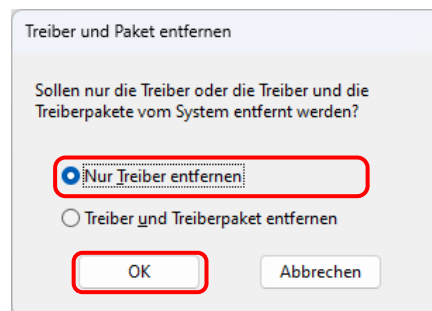 Treiber und Paket entfernen
Sollen nur die Treiber oder die Treiber und die
Treiberpakete vom System entfernt werden?
Nur Treiber entfernen
Treiber und Treiberpaket entfernen
OK
Abbrechen